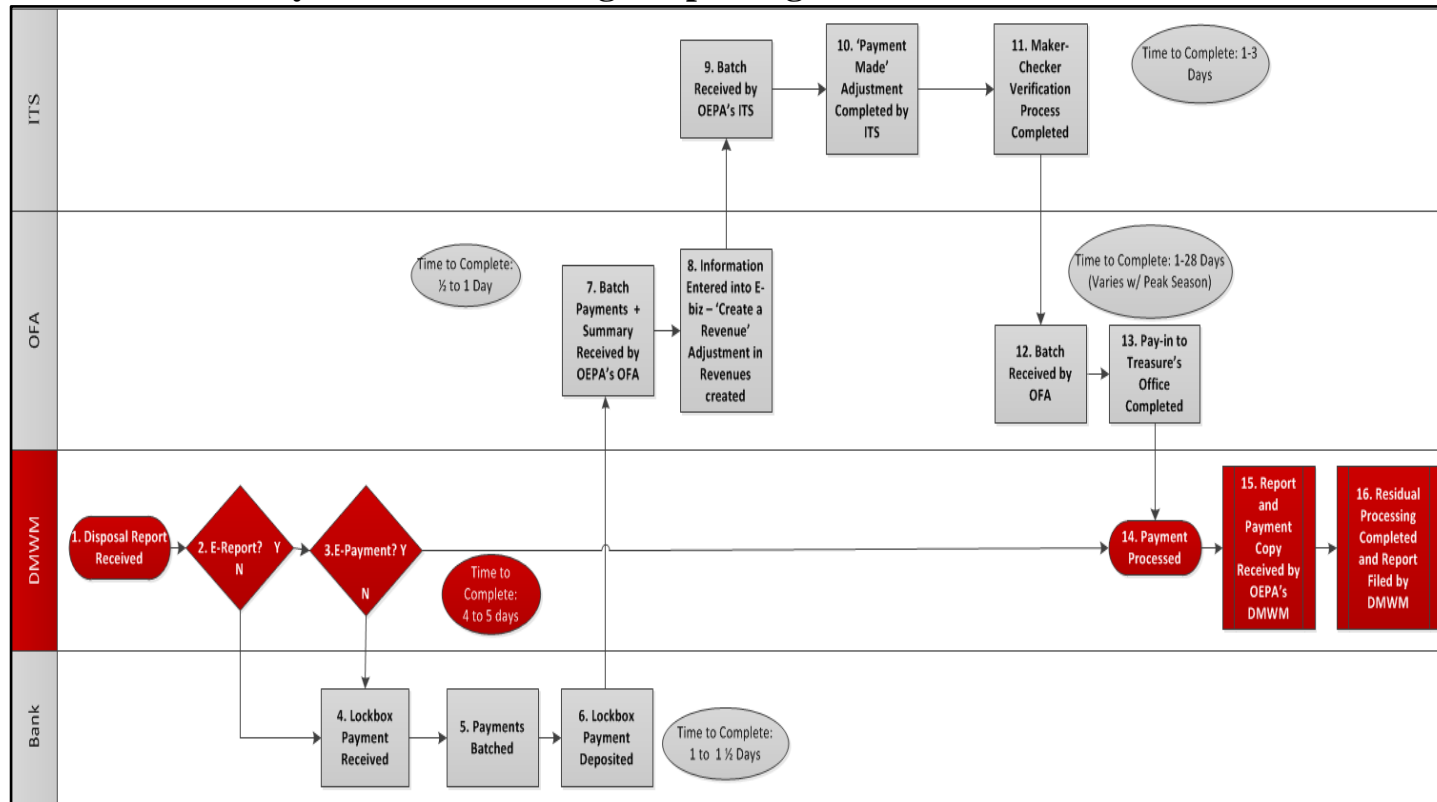 ITS
9. Batch
Received by
OEPA's ITS
10. 'Payment
Made'
Adjustment
Completed by
ITS
11. Maker-
Checker
Verification
Process
Completed
Time to Complete: 1-3
Days
OFA
Time to Complete:
½ to 1 Day
7. Batch
Payments +
Summary
Received by
OEPA's OFA
8. Information
Entered into E-
biz – 'Create a
Revenue'
Adjustment in
Revenues
created
Time to Complete: 1-28 Days
(Varies w/ Peak Season)
12. Batch
Received by
OFA
13. Pay-in to
Treasure's
Office
Completed
DMWM
1. Disposal Report
Received
2. E-Report? Y
N
3.E-Payment? Y
N
Time to
Complete:
4 to 5 days
14. Payment
Processed
15. Report
and
Payment
Copy
Received by
OEPA's
DMWM
16. Residual
Processing
Completed
and Report
Filed by
DMWM
Bank
4. Lockbox
Payment
Received
5. Payments
Batched
6. Lockbox
Payment
Deposited
Time to Complete:
1 to 1 ½ Days